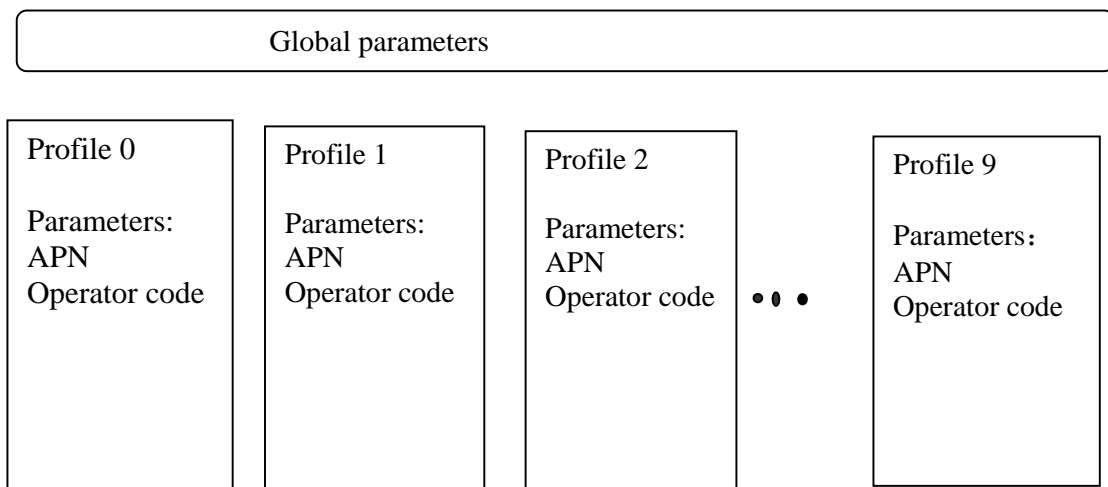 Global parameters
Profile 0
Parameters:
APN
Operator code
Profile 1
Parameters:
APN
Operator code
Profile 2
Parameters:
APN
Operator code
Profile 9
Parameters：
APN
Operator code